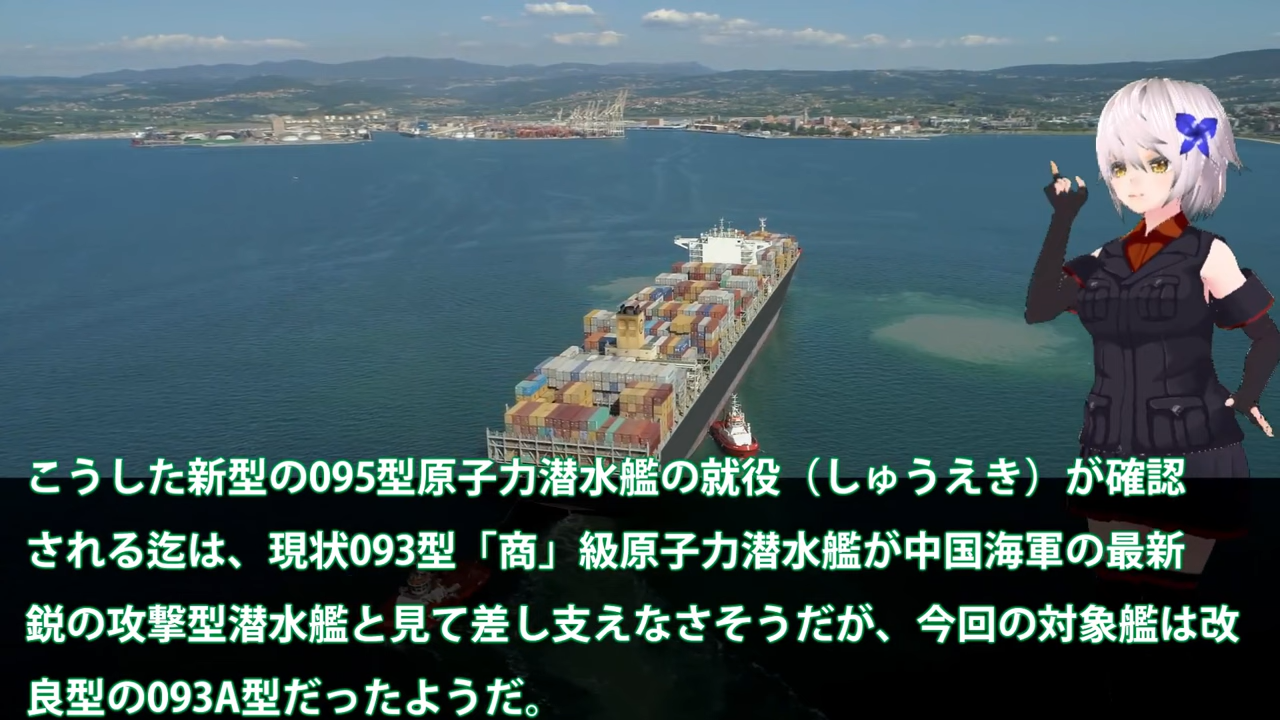 こうした新型の095型原子力潜水艦の就役（しゅうえき）が確認
される迄は、現状093型「商」級原子力潜水艦が中国海軍の最新
鋭の攻撃型潜水艦と見て差し支えなさそうだが、今回の対象艦は改
良型の093A型だったようだ。